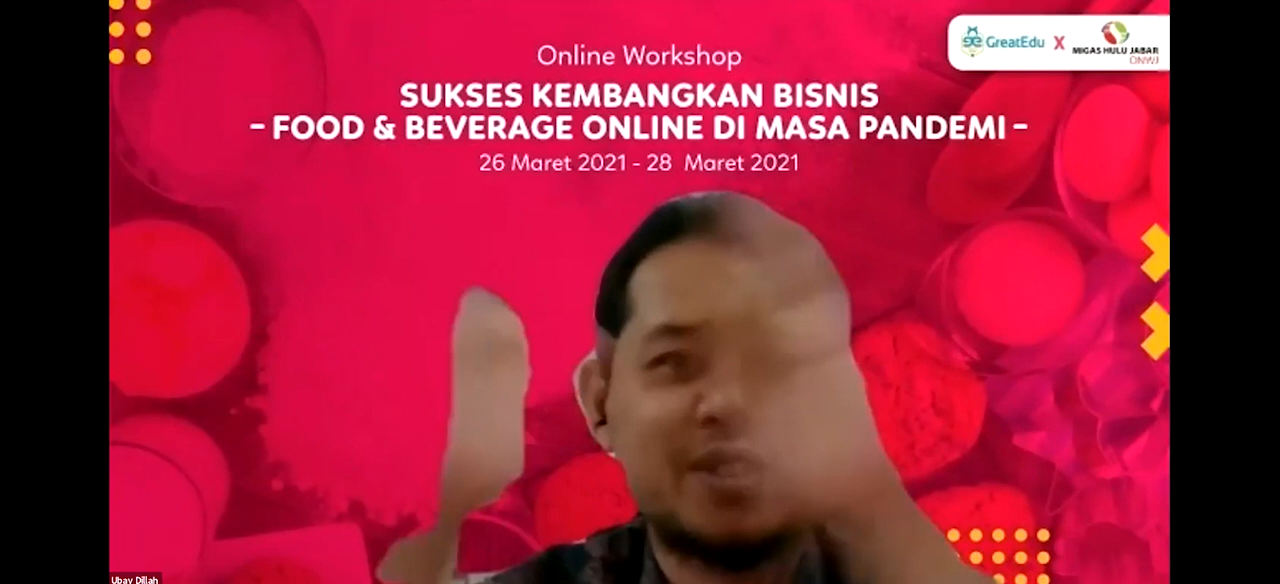 GreatEdu X MIGAS HULU JABAR
ONWJ
Online Workshop
SUKSES KEMBANGKAN BISNIS
- FOOD & BEVERAGE ONLINE DI MASA PANDEMI -
26 Maret 2021 - 28 Maret 2021
Ubay Dillah